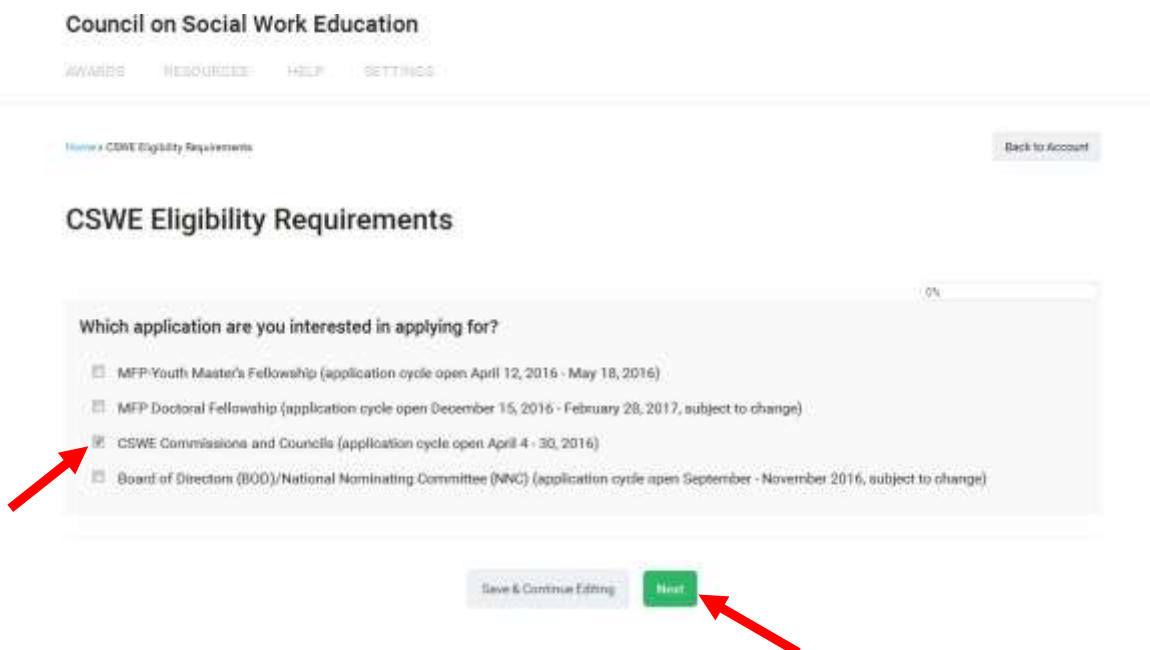 Council on Social Work Education
AWARDS RESOURCES HELP SETTINGS
Home » CSWE Eligibility Requirements
Back to Account
CSWE Eligibility Requirements
0%
Which application are you interested in applying for?
MFP-Youth Master's Fellowship (application cycle open April 12, 2016 - May 18, 2016)
MFP Doctoral Fellowship (application cycle open December 15, 2016 - February 28, 2017, subject to change)
CSWE Commissions and Councils (application cycle open April 4 - 30, 2016)
Board of Directors (BOD)/National Nominating Committee (NNC) (application cycle open September - November 2016, subject to change)
Save & Continue Editing
Next